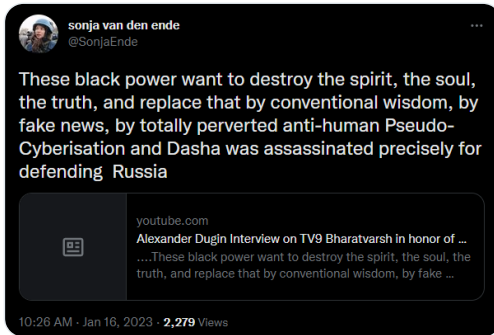 sonja van den ende
@SonjaEnde
These black power want to destroy the spirit, the soul,
the truth, and replace that by conventional wisdom, by
fake news, by totally perverted anti-human Pseudo-
Cyberisation and Dasha was assassinated precisely for
defending  Russia
youtube.com
Alexander Dugin Interview on TV9 Bharatvarsh in honor of ...
....These black power want to destroy the spirit, the soul, the
truth, and replace that by conventional wisdom, by fake ...
10:26 AM · Jan 16, 2023 · 2,279 Views